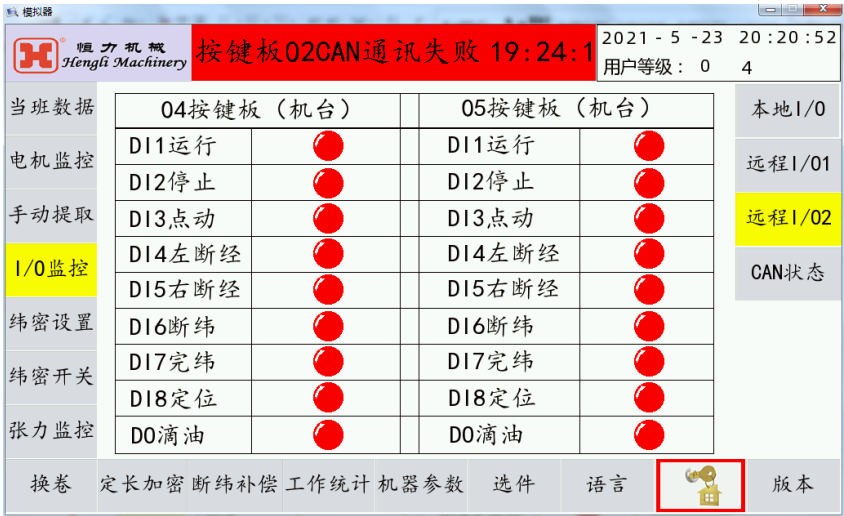 模拟器
恒力机械
Hengli Machinery
按键板02CAN通讯失败 19:24:1
2021 - 5 -23 20:20:52
用户等级: 0 4
当班数据
电机监控
手动提取
I/O监控
纬密设置
纬密开关
张力监控
04按键板（机台） 05按键板（机台）
DI1运行 DI1运行
DI2停止 DI2停止
DI3点动 DI3点动
DI4左断经 DI4左断经
DI5右断经 DI5右断经
DI6断纬 DI6断纬
DI7完纬 DI7完纬
DI8定位 DI8定位
DO滴油 DO滴油
本地I/O
远程I/O1
远程I/O2
CAN状态
换卷 定长加密 断纬补偿 工作统计 机器参数 选件 语言 版本